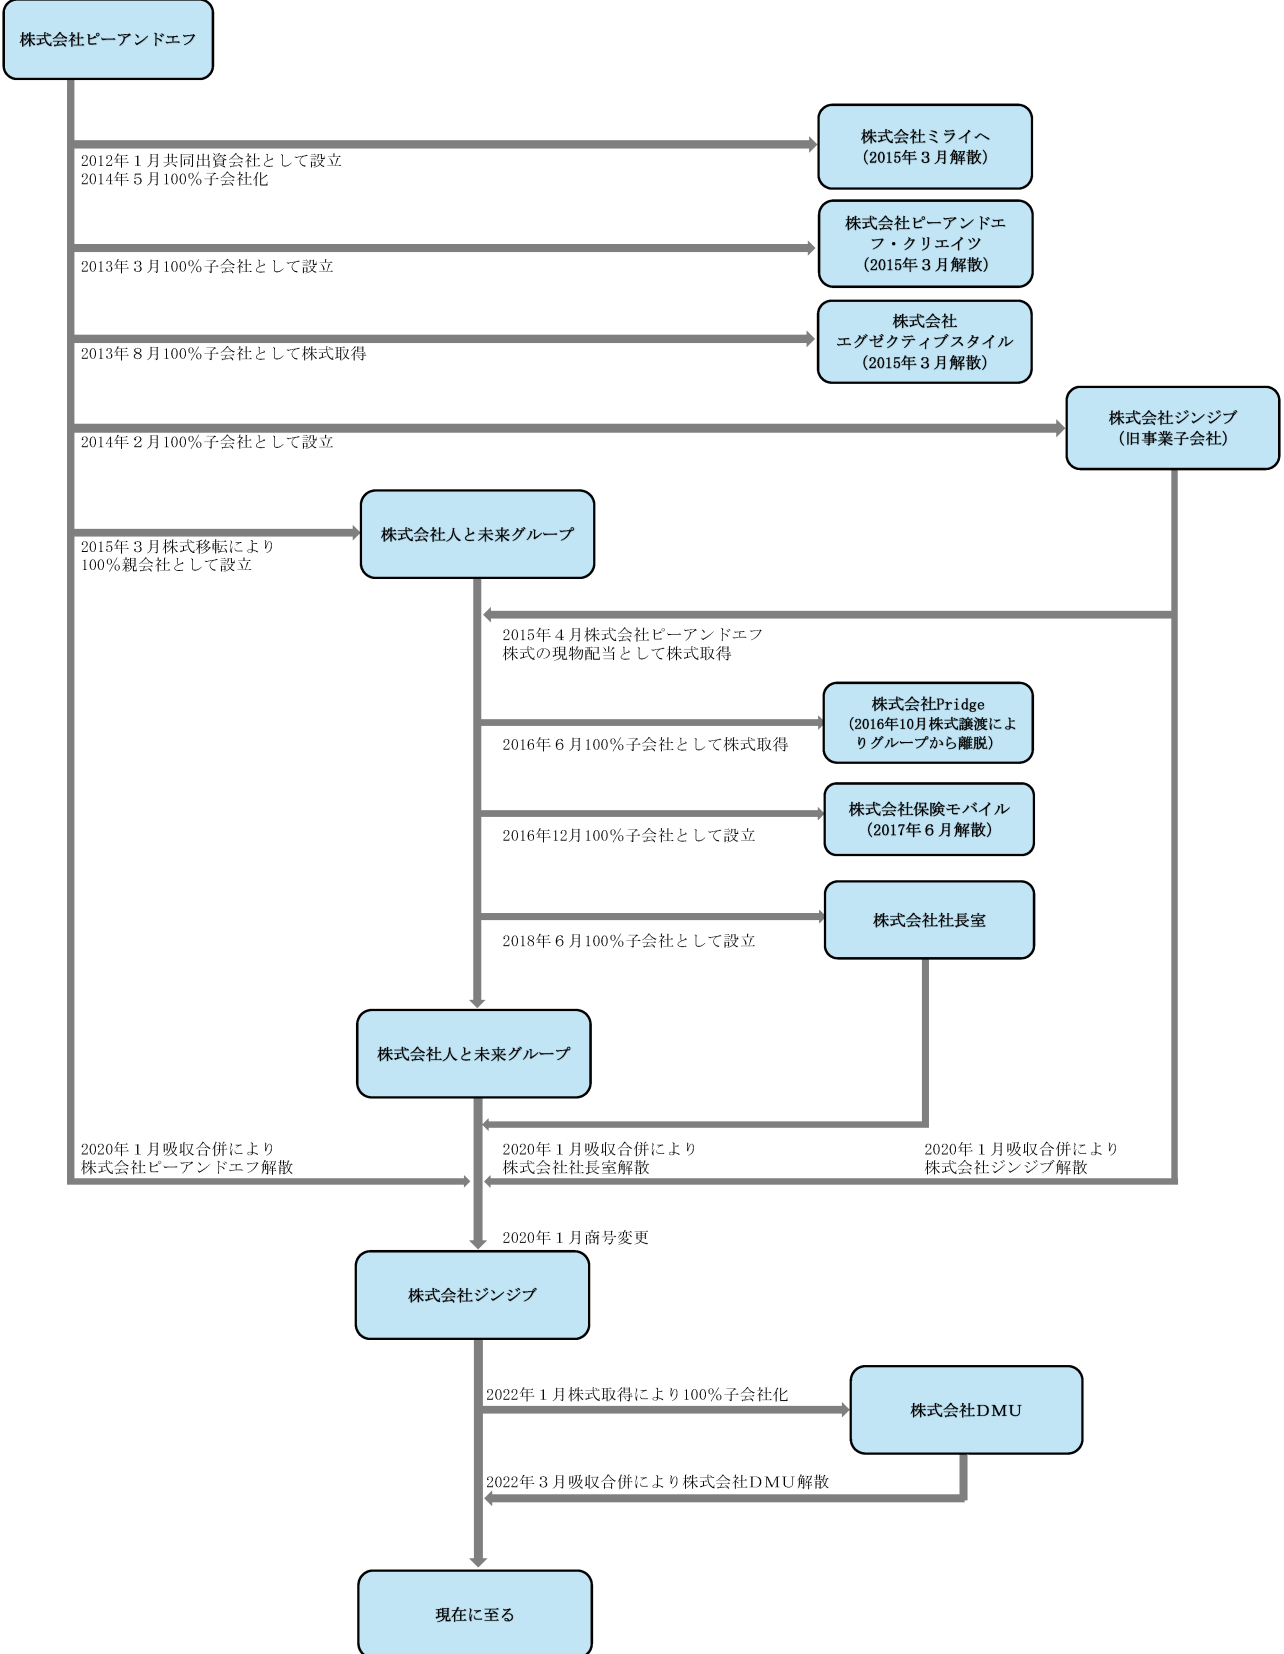 株式会社ピーアンドエフ
株式会社ミライへ
（2015年３月解散）
2012年１月共同出資会社として設立
2014年５月100％子会社化
株式会社ピーアンドエ
フ・クリエイツ
（2015年３月解散）
2013年３月100％子会社として設立
株式会社
エグゼクティブスタイル
（2015年３月解散）
2013年８月100％子会社として株式取得
株式会社ジンジブ
（旧事業子会社）
2014年２月100％子会社として設立
株式会社人と未来グループ
2015年３月株式移転により
100％親会社として設立
2015年４月株式会社ピーアンドエフ
株式の現物配当として株式取得
株式会社Pridge
（2016年10月株式譲渡によ
りグループから離脱）
2016年６月100％子会社として株式取得
株式会社保険モバイル
（2017年６月解散）
2016年12月100％子会社として設立
株式会社社長室
2018年６月100％子会社として設立
株式会社人と未来グループ
2020年１月吸収合併により
株式会社ピーアンドエフ解散
2020年１月吸収合併により
株式会社社長室解散
2020年１月吸収合併により
株式会社ジンジブ解散
2020年１月商号変更
株式会社ジンジブ
2022年１月株式取得により100％子会社化
株式会社ＤＭＵ
2022年３月吸収合併により株式会社ＤＭＵ解散
現在に至る